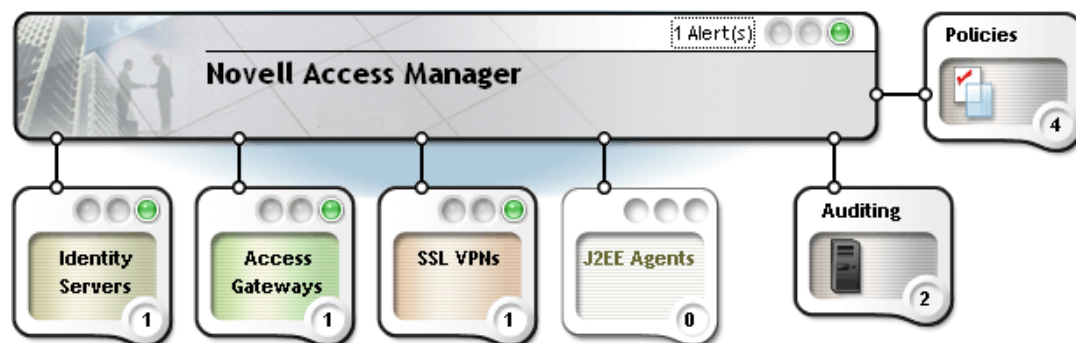 1 Alert(s)
Novell Access Manager
Policies
4
Identity
Servers
1
Access
Gateways
1
SSL VPNs
1
J2EE Agents
0
Auditing
2